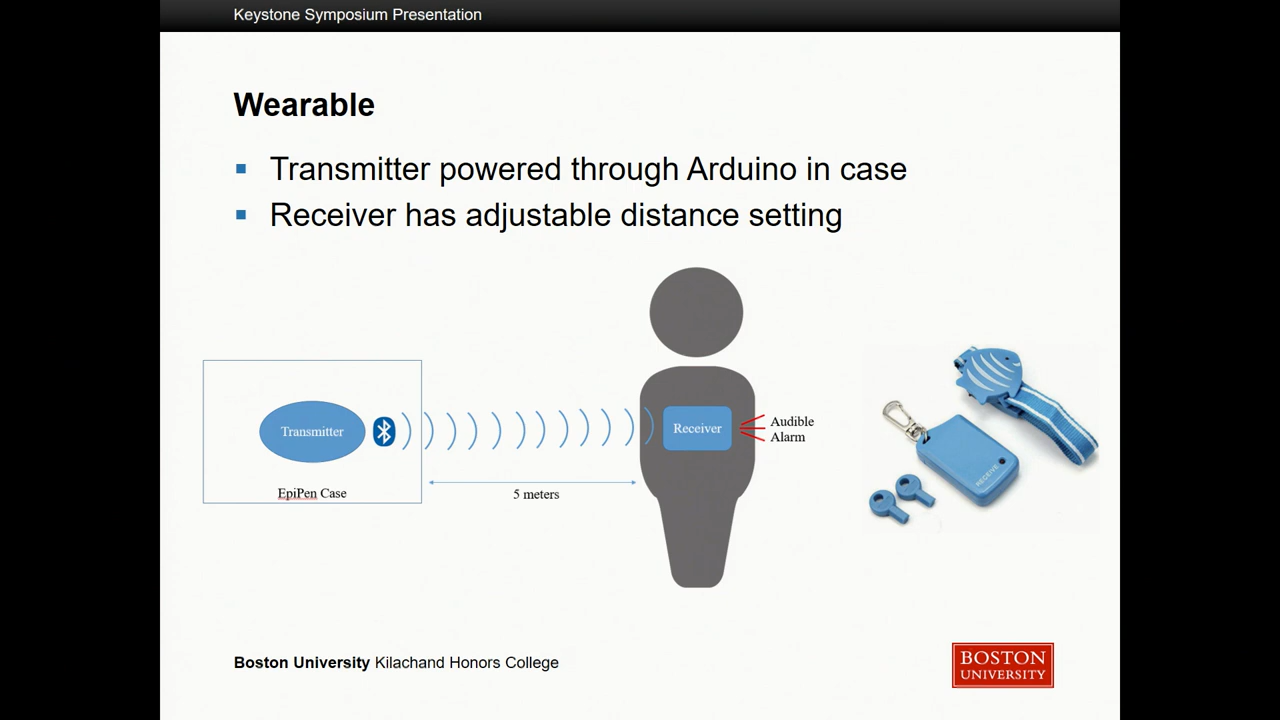 Keystone Symposium Presentation
Wearable
Transmitter powered through Arduino in case
Receiver has adjustable distance setting
Transmitter
EpiPen Case
5 meters
Receiver
Audible
Alarm
RECEIVE
Boston University Kilachand Honors College
BOSTON
UNIVERSITY